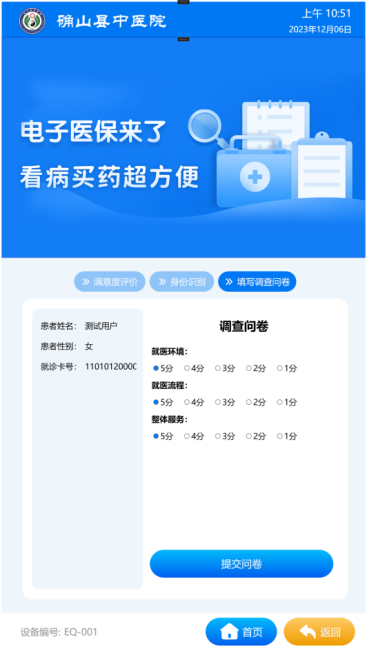 确山县中医院
上午 10:51
2023年12月06日
电子医保来了
看病买药超方便
满意度评价
身份识别
填写调查问卷
患者姓名： 测试用户
患者性别： 女
就诊卡号： 1101012000
调查问卷
就医环境：
5分 4分 3分 2分 1分
就医流程：
5分 4分 3分 2分 1分
整体服务：
5分 4分 3分 2分 1分
提交问卷
设备编号: EQ-001
首页
返回